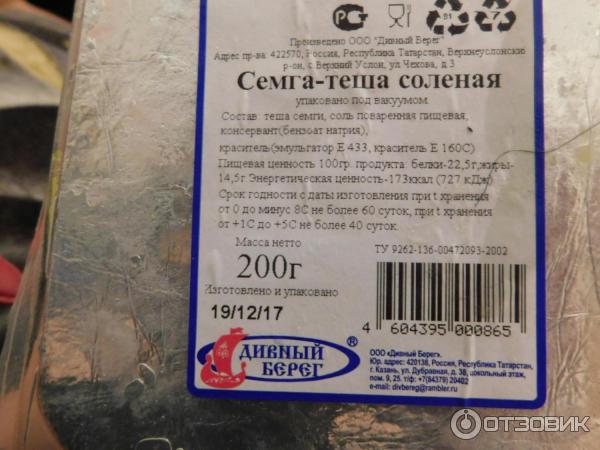 Произведено ООО "Дивный Берег"
Адрес пр-ва: 422570, Россия, Республика Татарстан, Верхнеуслонский
р-он, с.Верхний Услон, ул.Чехова, д.3
Семга-теша соленая
упаковано под вакуумом
Состав: теша семги, соль поваренная пищевая,
консервант(бензоат натрия),
краситель(эмульгатор Е 433, краситель Е 160С)
Пищевая ценность 100гр. продукта: белки-22,5г,жиры-
14,5г.Энергетическая ценность-173ккал (727 кДж)
Срок годности с даты изготовления при t хранения
от 0 до минус 8С не более 60 суток, при t хранения
от +1С до +5С не более 40 суток.
Масса нетто
ТУ 9262-136-00472093-2002
200г
Изготовлено и упаковано
19/12/17
4 604395 000865
ДИВНЫЙ БЕРЕГ ®
ООО «Дивный Берег»
Юр. адрес: 420138, Россия, Республика Татарстан,
г. Казань, ул. Дубравная, д. 38, цокольный этаж,
пом. 9, 25. т/ф: +7(84379) 20402
e-mail: divbereg@rambler.ru
ОТЗОВИК